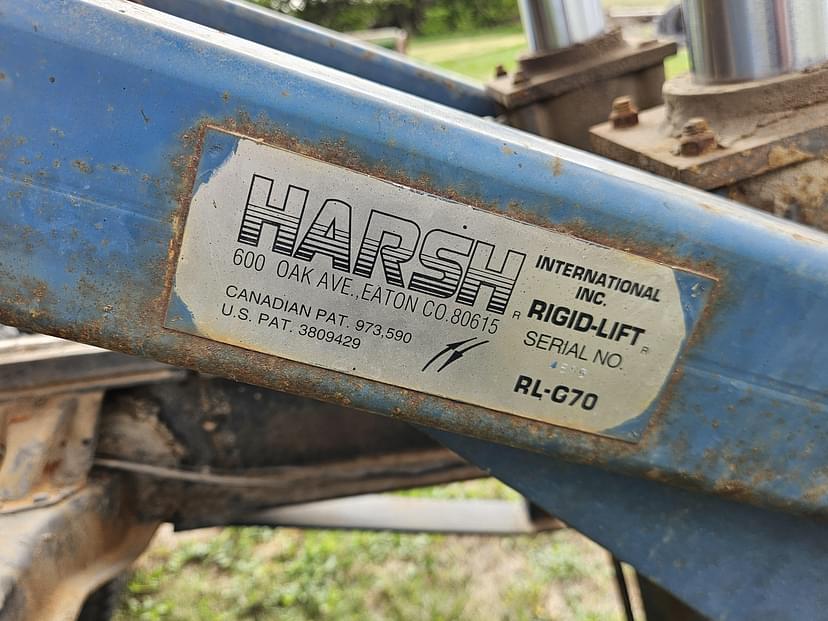 HARSH
600 OAK AVE.,EATON CO.80615 ®
CANADIAN PAT. 973,590
U.S. PAT. 3809429
INTERNATIONAL
INC.
RIGID-LIFT ®
SERIAL NO.
RL-G70